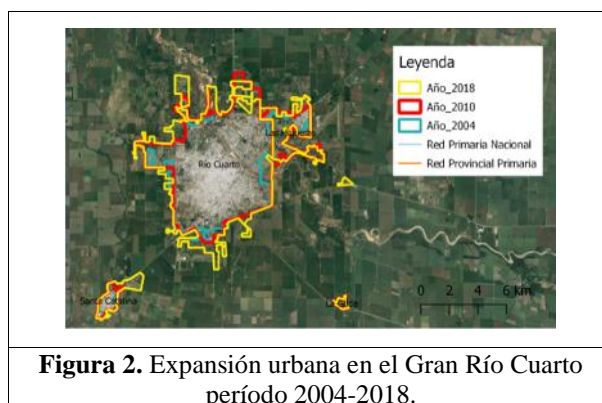 Leyenda
Año_2018
Año_2010
Año_2004
Red Primaria Nacional
Red Provincial Primaria
Río Cuarto
Santa Catalina
0 2 4 6 km
Figura 2. Expansión urbana en el Gran Río Cuarto
período 2004-2018.